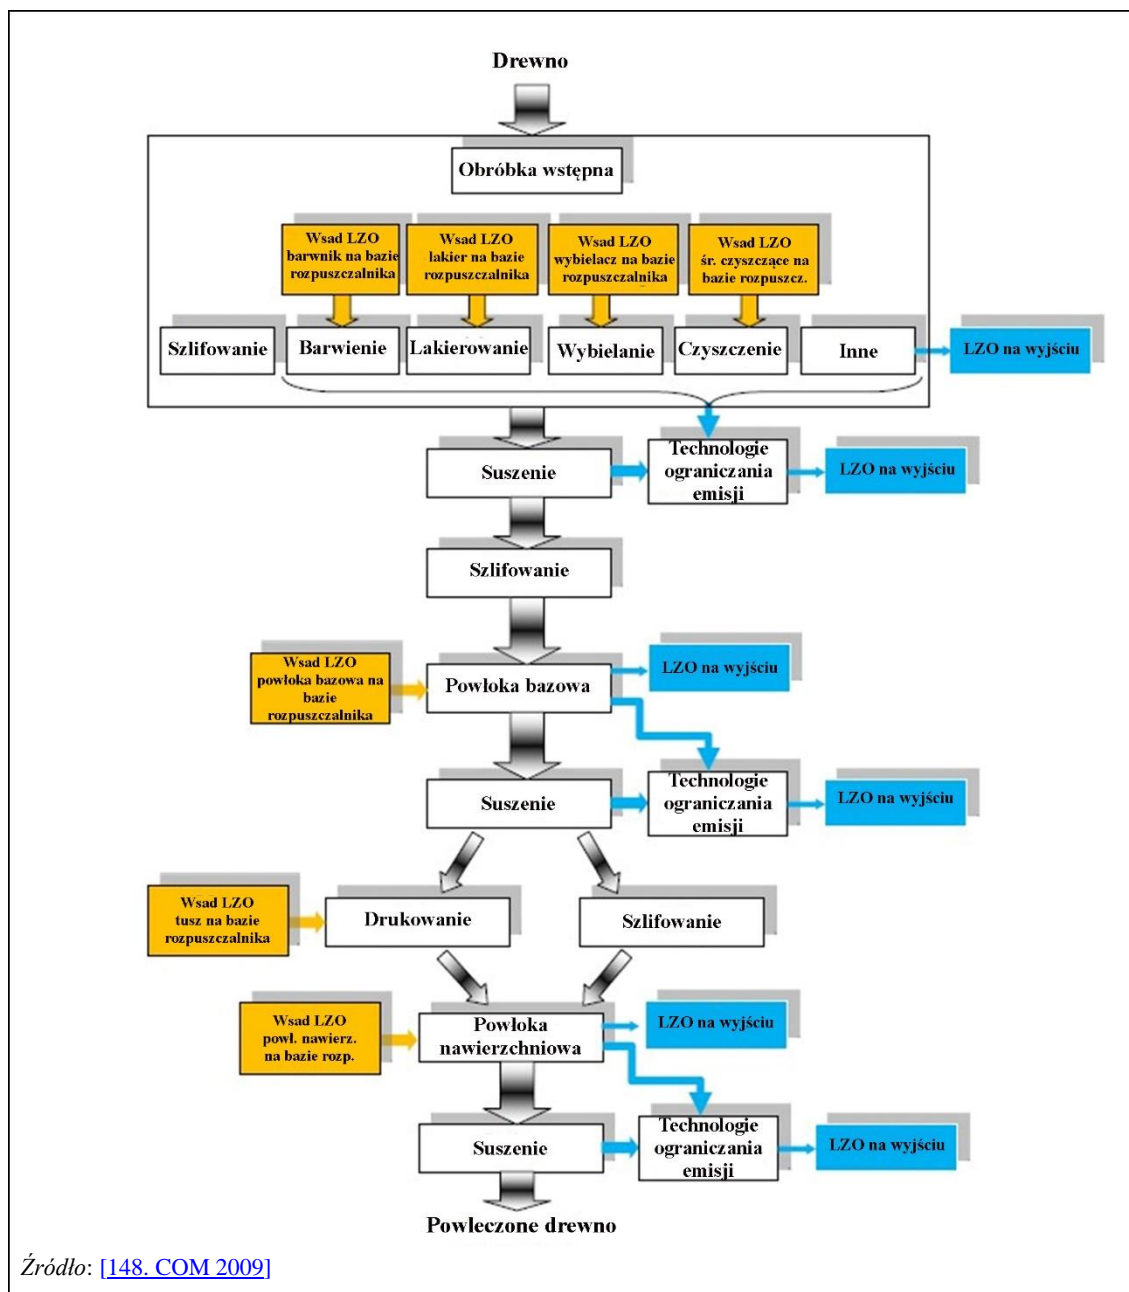 Drewno
Obróbka wstępna
Wsad LZO
barwnik na bazie
rozpuszczalnika
Wsad LZO
lakier na bazie
rozpuszczalnika
Wsad LZO
wybielacz na bazie
rozpuszczalnika
Wsad LZO
śr. czyszczące na
bazie rozpuszcz.
Szlifowanie
Barwienie
Lakierowanie
Wybielanie
Czyszczenie
Inne
LZO na wyjściu
Suszenie
Technologie
ograniczania
emisji
LZO na wyjściu
Szlifowanie
Wsad LZO
powłoka bazowa na
bazie
rozpuszczalnika
Powłoka bazowa
LZO na wyjściu
Suszenie
Technologie
ograniczania
emisji
LZO na wyjściu
Wsad LZO
tusz na bazie
rozpuszczalnika
Drukowanie
Szlifowanie
Wsad LZO
powł. nawierz.
na bazie rozp.
Powłoka
nawierzchniowa
LZO na wyjściu
Suszenie
Technologie
ograniczania
emisji
LZO na wyjściu
Powleczone drewno
Źródło: [148. COM 2009]